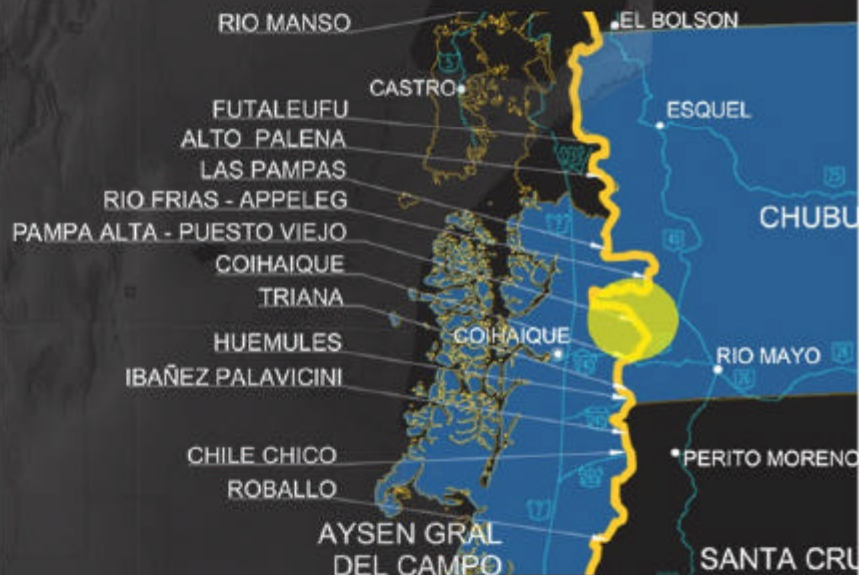 RIO MANSO
EL BOLSON
CASTRO
ESQUEL
FUTALEUFU
ALTO PALENA
LAS PAMPAS
RIO FRIAS - APPELEG
CHUBU
PAMPA ALTA - PUESTO VIEJO
COIHAIQUE
TRIANA
HUEMULES
COIHAIQUE
RIO MAYO
IBAÑEZ PALAVICINI
CHILE CHICO
PERITO MORENO
ROBALLO
AYSEN GRAL
DEL CAMPO
SANTA CRU